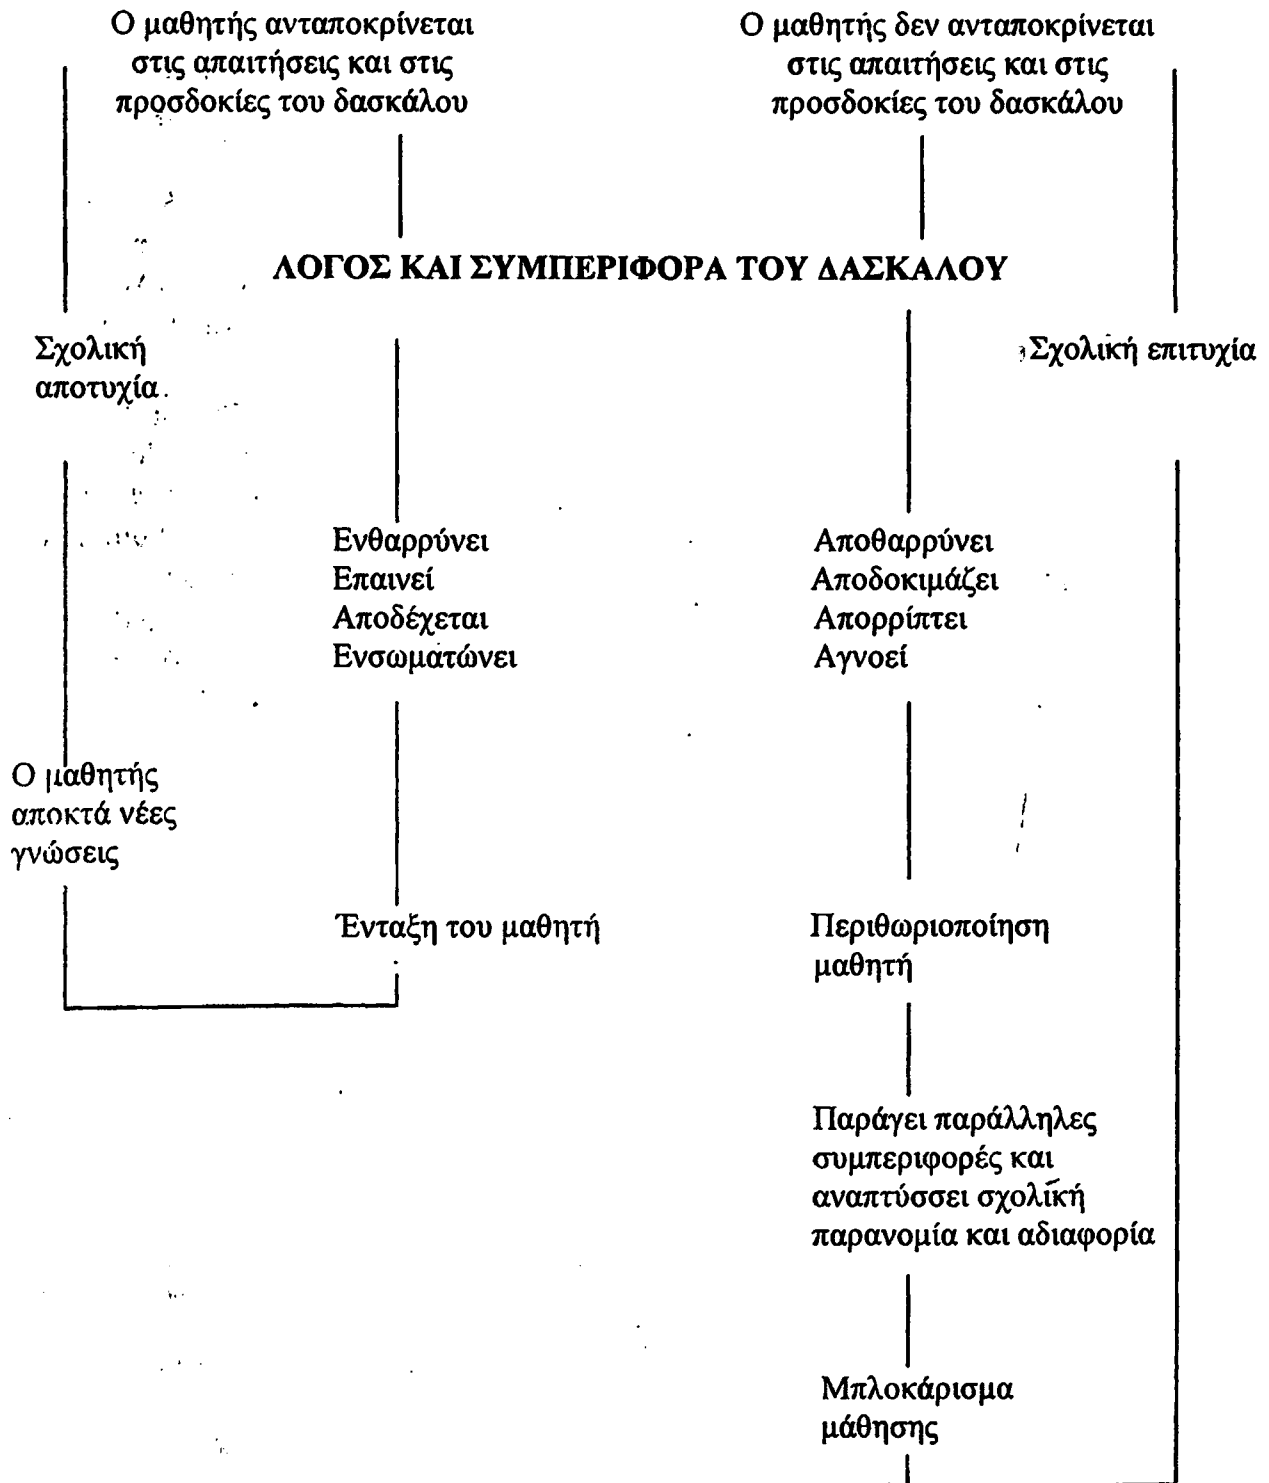 Ο μαθητής ανταποκρίνεται
στις απαιτήσεις και στις
προσδοκίες του δασκάλου
Ο μαθητής δεν ανταποκρίνεται
στις απαιτήσεις και στις
προσδοκίες του δασκάλου
ΛΟΓΟΣ ΚΑΙ ΣΥΜΠΕΡΙΦΟΡΑ ΤΟΥ ΔΑΣΚΑΛΟΥ
Σχολική
αποτυχία
Σχολική επιτυχία
Ενθαρρύνει
Επαινεί
Αποδέχεται
Ενσωματώνει
Αποθαρρύνει
Αποδοκιμάζει
Απορρίπτει
Αγνοεί
Ο μαθητής
αποκτά νέες
γνώσεις
Ένταξη του μαθητή
Περιθωριοποίηση
μαθητή
Παράγει παράλληλες
συμπεριφορές και
αναπτύσσει σχολική
παρανομία και αδιαφορία
Μπλοκάρισμα
μάθησης